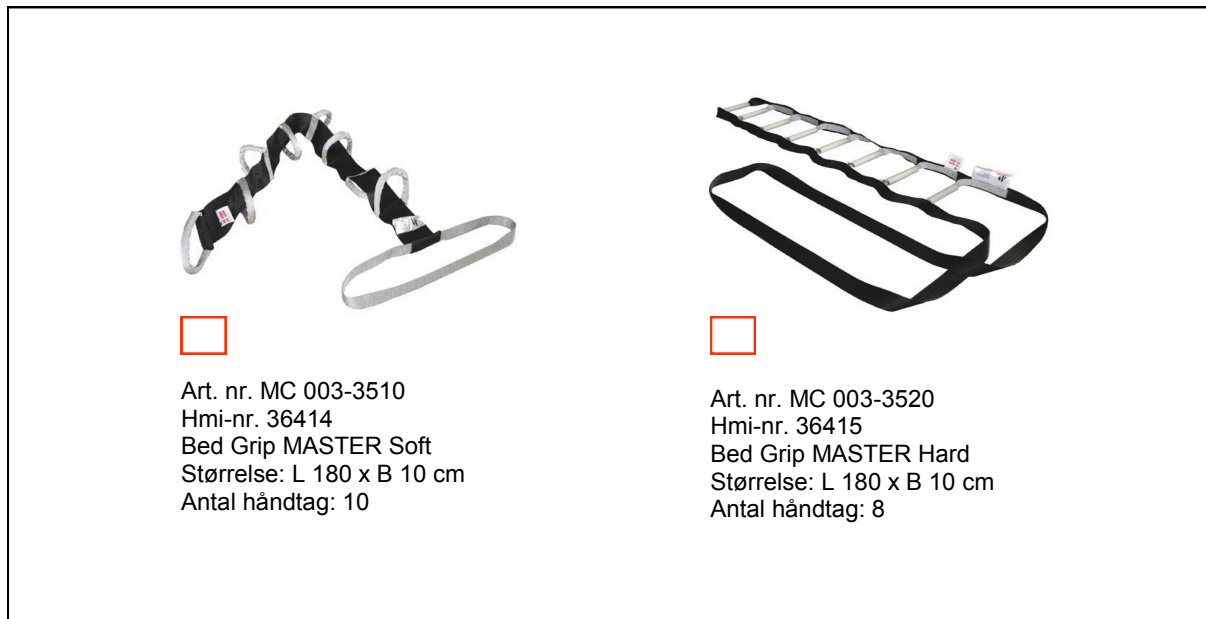 Art. nr. MC 003-3510
Hmi-nr. 36414
Bed Grip MASTER Soft
Størrelse: L 180 x B 10 cm
Antal håndtag: 10
Art. nr. MC 003-3520
Hmi-nr. 36415
Bed Grip MASTER Hard
Størrelse: L 180 x B 10 cm
Antal håndtag: 8